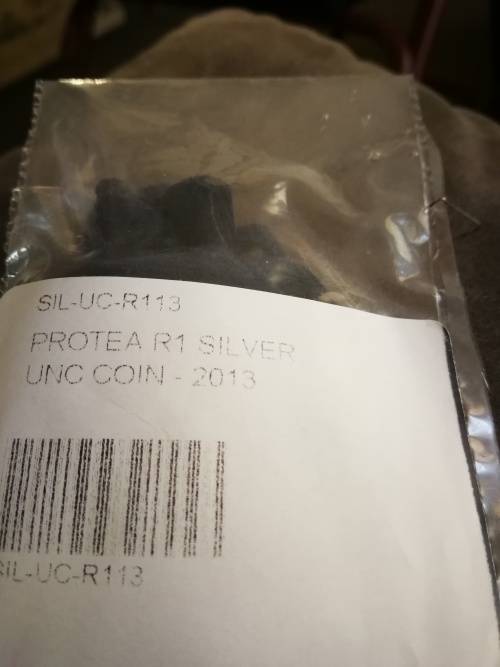 SIL-UC-R113
PROTEA R1 SILVER
UNC COIN - 2013
SIL-UC-R113